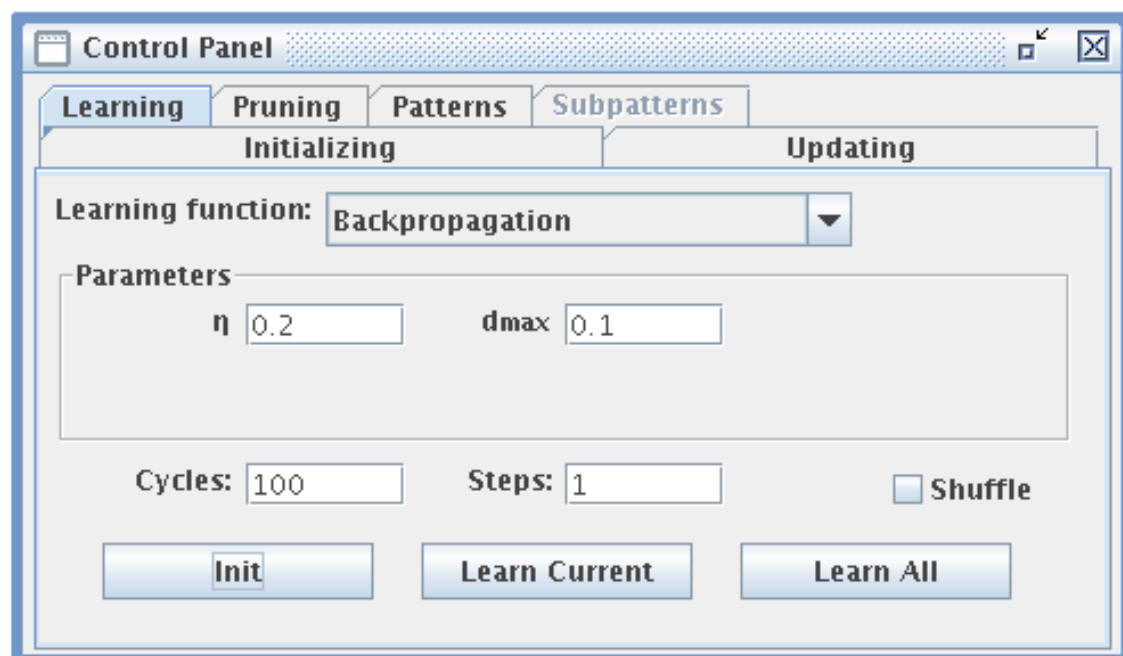 Control Panel
Learning Pruning Patterns Subpatterns
Initializing Updating
Learning function: Backpropagation
Parameters
η 0.2 dmax 0.1
Cycles: 100 Steps: 1 Shuffle
Init Learn Current Learn All